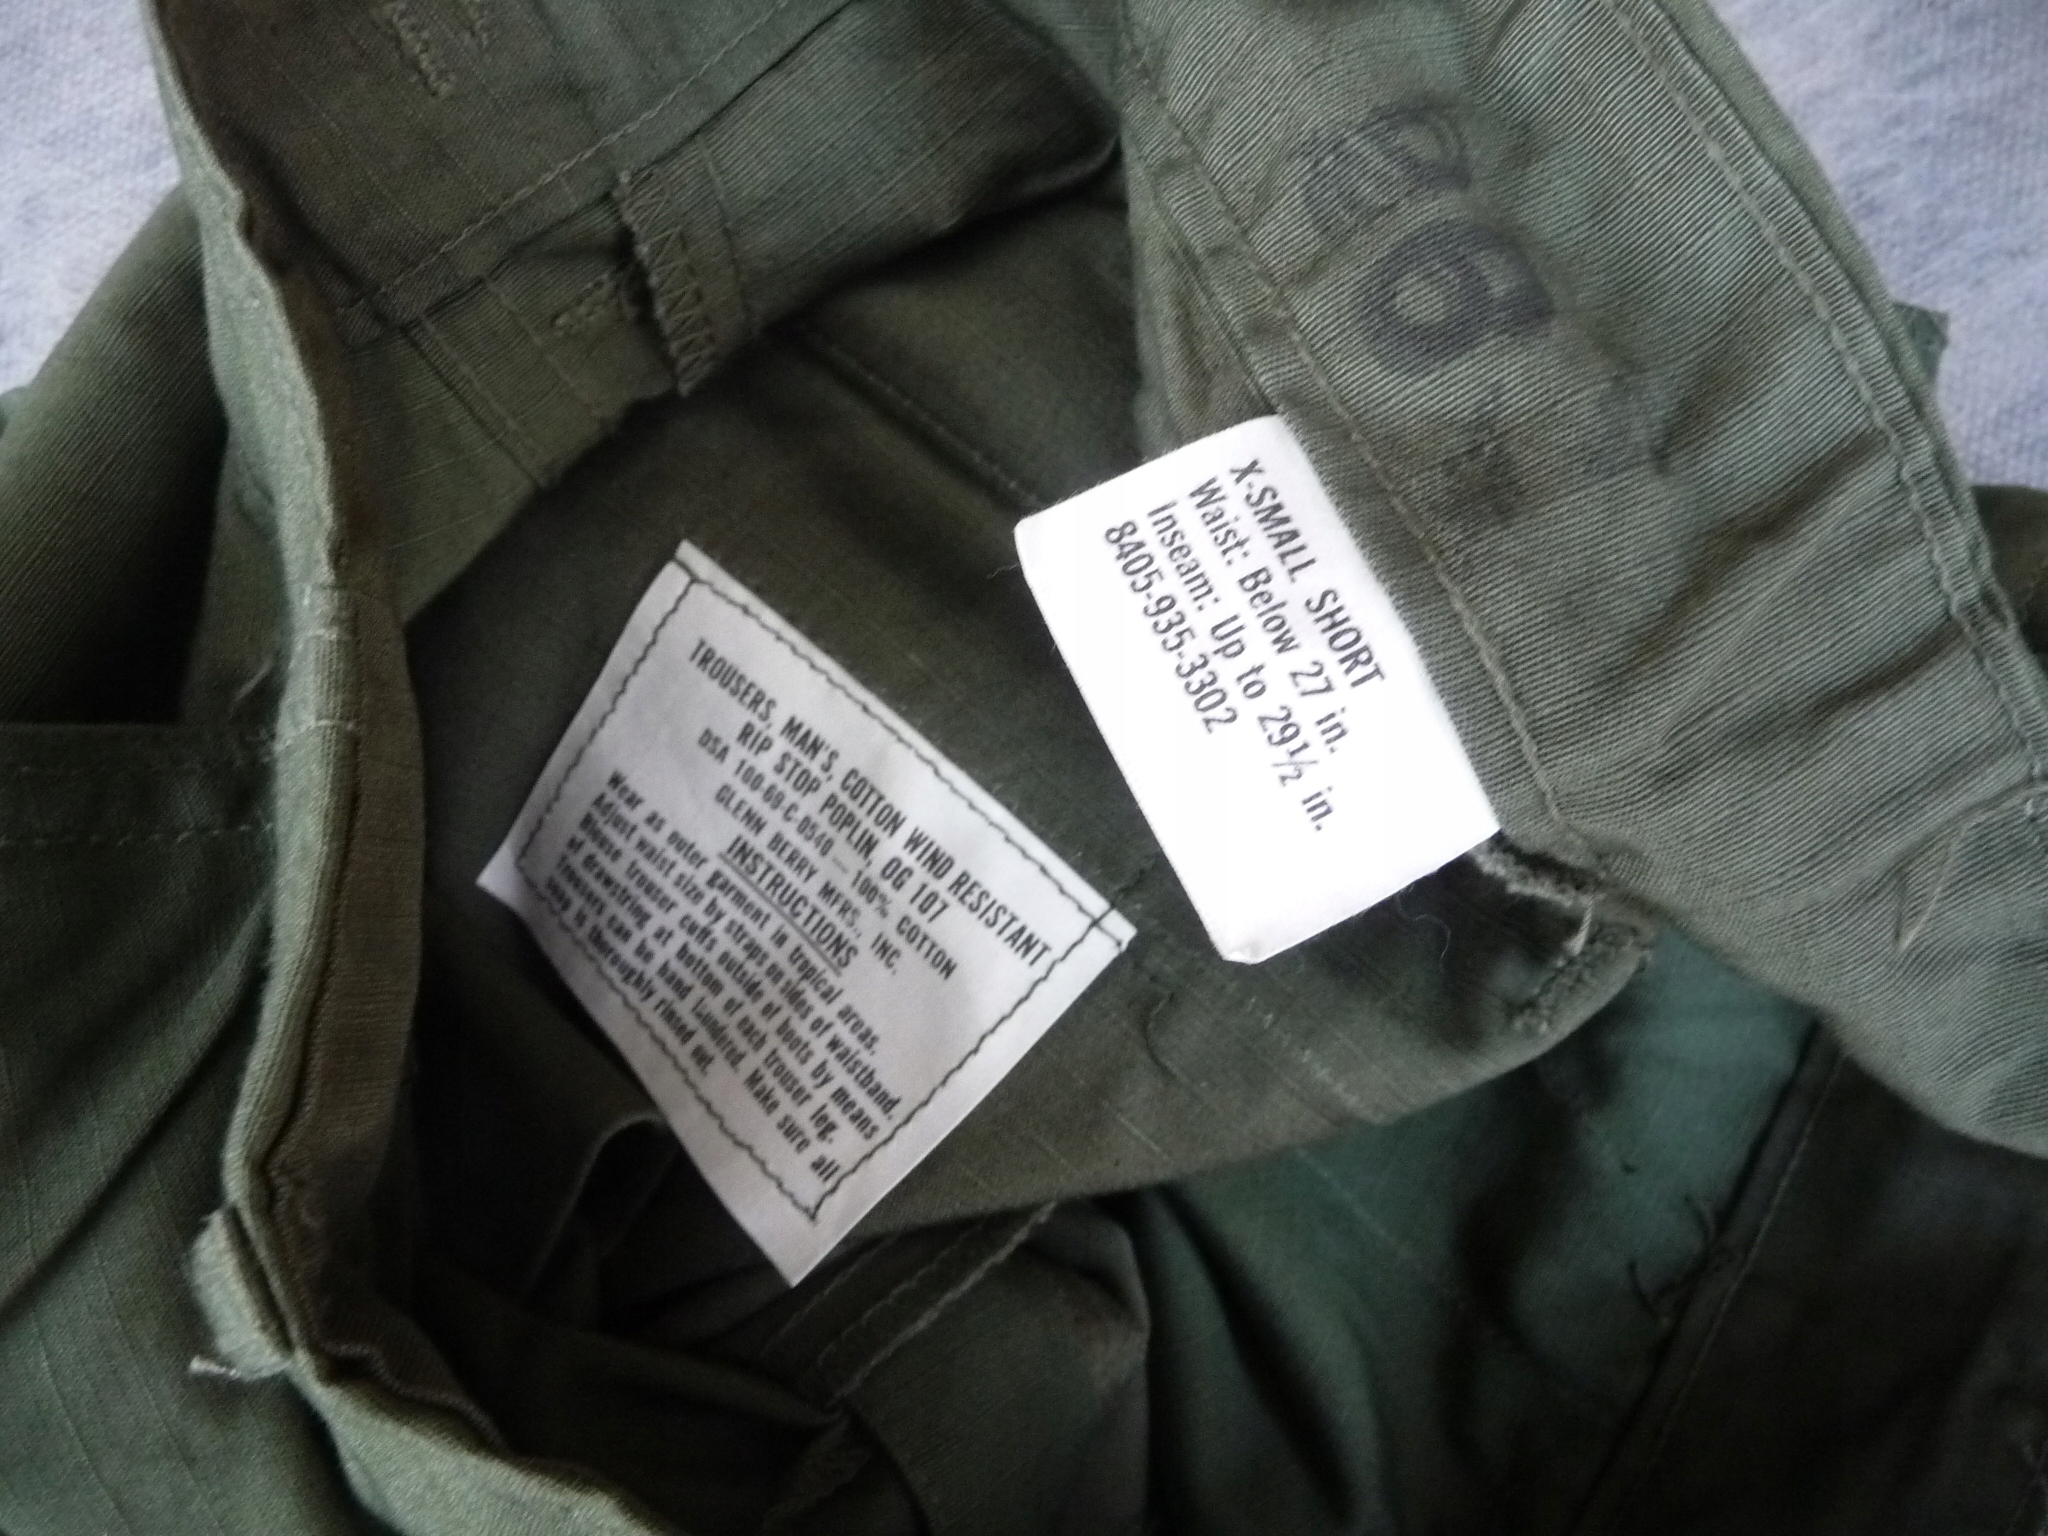 X-SMALL SHORT
Waist: Below 27 in.
Inseam: Up to 29½ in.
8405-935-3302
TROUSERS, MAN'S, COTTON WIND RESISTANT
RIP STOP POPLIN, OG 107
DSA 100-69-C-0540 — 100% COTTON
GLENN BERRY MFRS., INC.
INSTRUCTIONS
Wear as outer garment in tropical areas.
Adjust waist size by straps on sides of waistband.
Blouse trouser cuffs outside of boots by means
of drawstring at bottom of each trouser leg.
Trousers can be hand laundered. Make sure all
soap is thoroughly rinsed out.